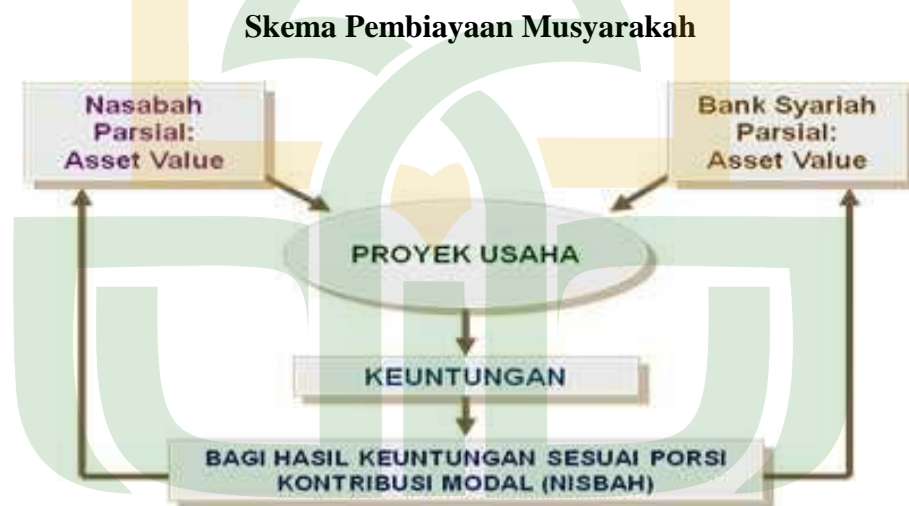 Skema Pembiayaan Musyarakah
Nasabah
Parsial:
Asset Value
Bank Syariah
Parsial:
Asset Value
PROYEK USAHA
KEUNTUNGAN
BAGI HASIL KEUNTUNGAN SESUAI PORSI
KONTRIBUSI MODAL (NISBAH)